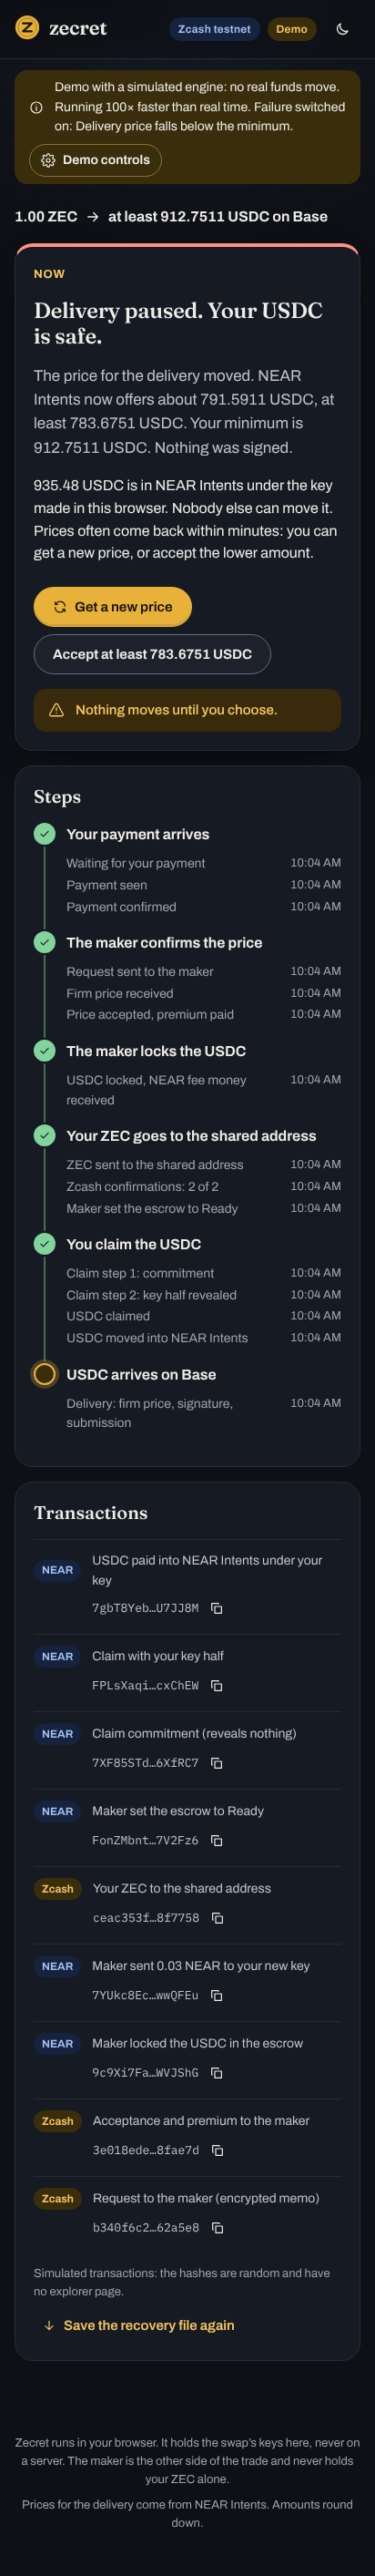 zecret
Zcash testnet
Demo
Demo with a simulated engine: no real funds move.
Running 100× faster than real time. Failure switched
on: Delivery price falls below the minimum.
Demo controls
1.00 ZEC → at least 912.7511 USDC on Base
NOW
Delivery paused. Your USDC
is safe.
The price for the delivery moved. NEAR
Intents now offers about 791.5911 USDC, at
least 783.6751 USDC. Your minimum is
912.7511 USDC. Nothing was signed.
935.48 USDC is in NEAR Intents under the key
made in this browser. Nobody else can move it.
Prices often come back within minutes: you can
get a new price, or accept the lower amount.
Get a new price
Accept at least 783.6751 USDC
Nothing moves until you choose.
Steps
Your payment arrives
Waiting for your payment 10:04 AM
Payment seen 10:04 AM
Payment confirmed 10:04 AM
The maker confirms the price
Request sent to the maker 10:04 AM
Firm price received 10:04 AM
Price accepted, premium paid 10:04 AM
The maker locks the USDC
USDC locked, NEAR fee money 10:04 AM
received
Your ZEC goes to the shared address
ZEC sent to the shared address 10:04 AM
Zcash confirmations: 2 of 2 10:04 AM
Maker set the escrow to Ready 10:04 AM
You claim the USDC
Claim step 1: commitment 10:04 AM
Claim step 2: key half revealed 10:04 AM
USDC claimed 10:04 AM
USDC moved into NEAR Intents 10:04 AM
USDC arrives on Base
Delivery: firm price, signature, 10:04 AM
submission
Transactions
NEAR USDC paid into NEAR Intents under your
key
7gbT8Yeb…U7JJ8M
NEAR Claim with your key half
FPLsXaqi…cxChEW
NEAR Claim commitment (reveals nothing)
7XF85STd…6XfRC7
NEAR Maker set the escrow to Ready
FonZMbnt…7V2Fz6
Zcash Your ZEC to the shared address
ceac353f…8f7758
NEAR Maker sent 0.03 NEAR to your new key
7YUkc8Ec…wwQFEu
NEAR Maker locked the USDC in the escrow
9c9Xi7Fa…WVJShG
Zcash Acceptance and premium to the maker
3e018ede…8fae7d
Zcash Request to the maker (encrypted memo)
b340f6c2…62a5e8
Simulated transactions: the hashes are random and have
no explorer page.
Save the recovery file again
Zecret runs in your browser. It holds the swap's keys here, never on
a server. The maker is the other side of the trade and never holds
your ZEC alone.
Prices for the delivery come from NEAR Intents. Amounts round
down.